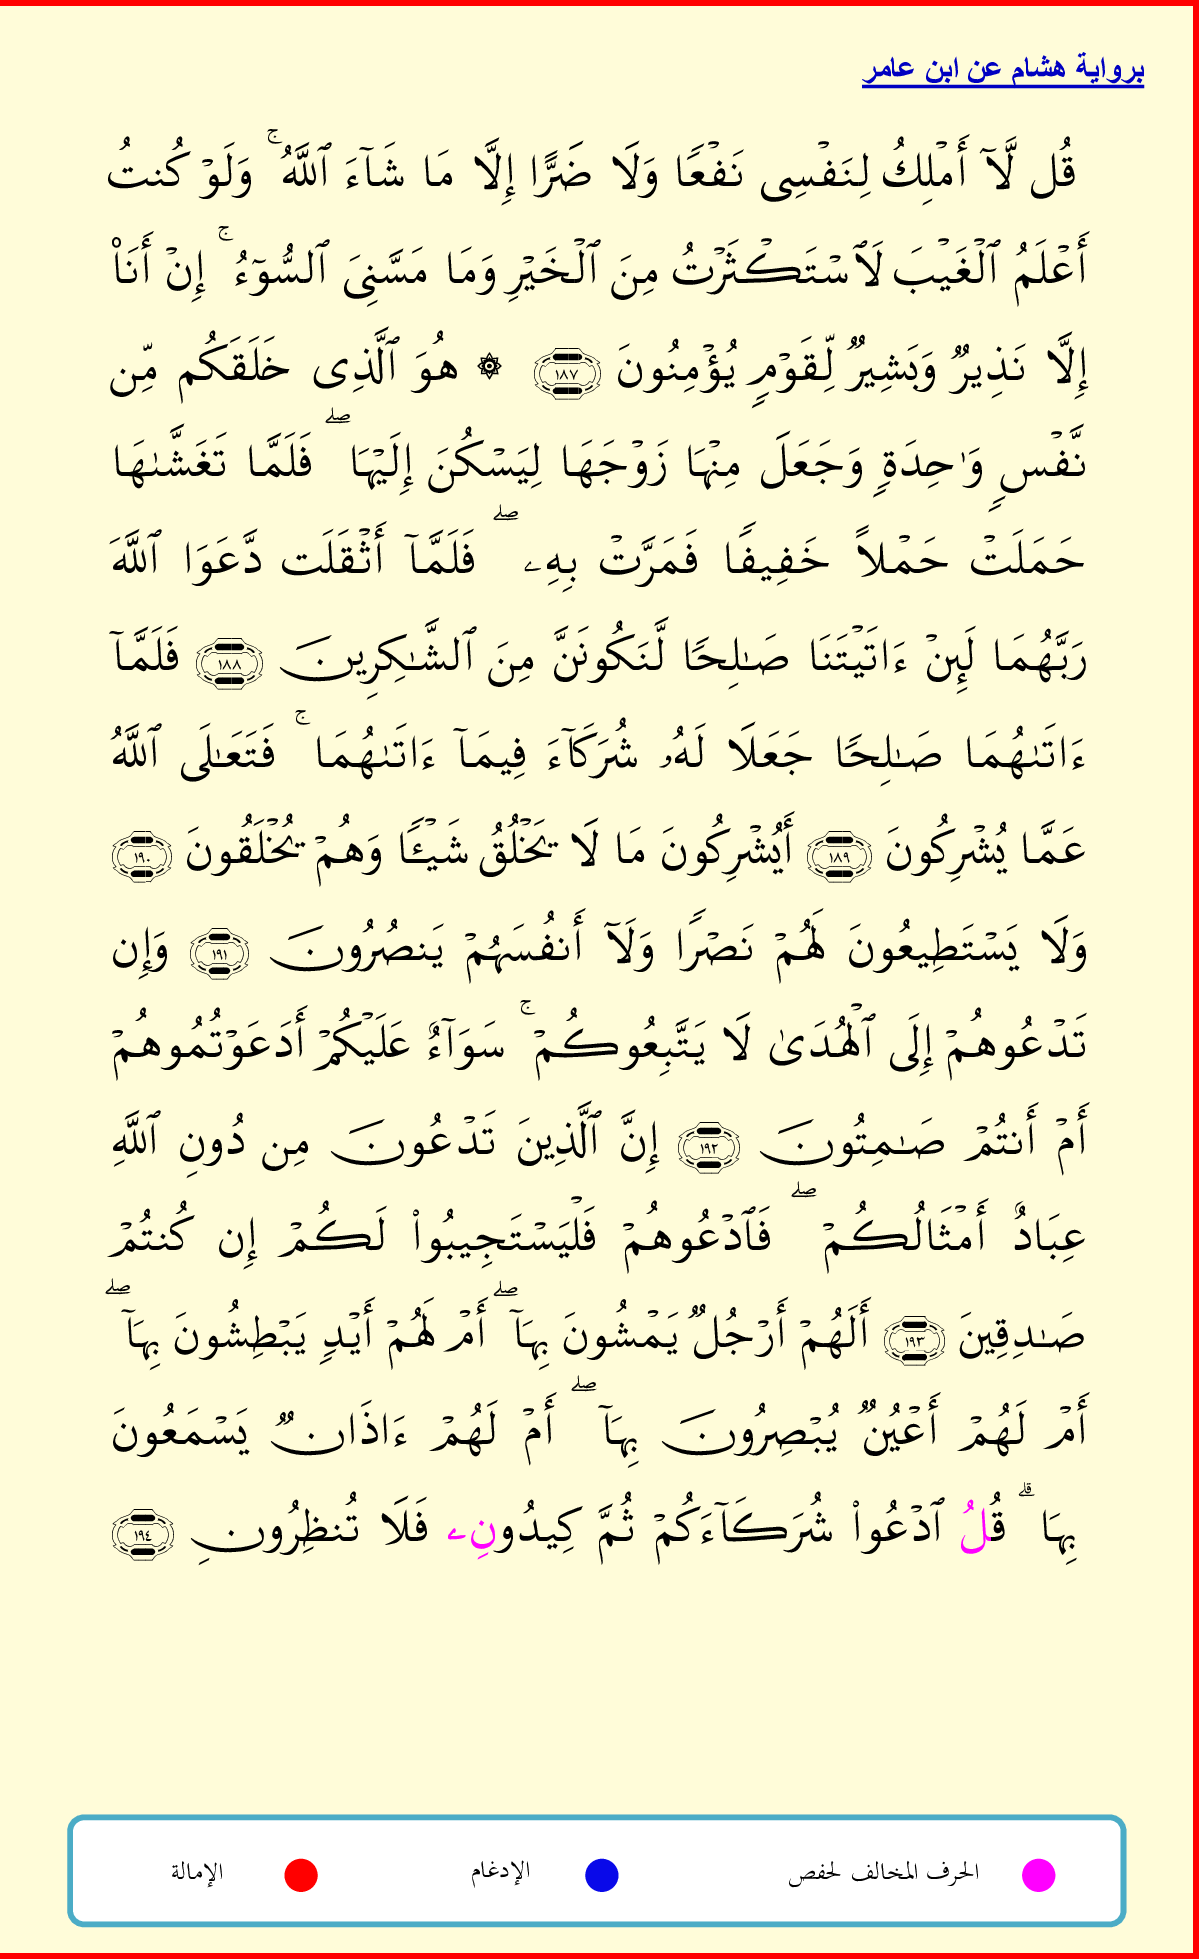 برواية هشام عن ابن عامر
قُل لَّآ أَمْلِكُ لِنَفْسِى نَفْعًا وَلَا ضَرًّا إِلَّا مَا شَآءَ ٱللَّهُ ۚ وَلَوْ كُنتُ
أَعْلَمُ ٱلْغَيْبَ لَٱسْتَكْثَرْتُ مِنَ ٱلْخَيْرِ وَمَا مَسَّنِىَ ٱلسُّوٓءُ ۚ إِنْ أَنَا۠
إِلَّا نَذِيرٌ وَبَشِيرٌ لِّقَوْمٍ يُؤْمِنُونَ ١٨٧ ۞ هُوَ ٱلَّذِى خَلَقَكُم مِّن
نَّفْسٍ وَٰحِدَةٍ وَجَعَلَ مِنْهَا زَوْجَهَا لِيَسْكُنَ إِلَيْهَا ۖ فَلَمَّا تَغَشَّىٰهَا
حَمَلَتْ حَمْلاً خَفِيفًا فَمَرَّتْ بِهِۦ ۖ فَلَمَّآ أَثْقَلَت دَّعَوَا ٱللَّهَ
رَبَّهُمَا لَئِنْ ءَاتَيْتَنَا صَـٰلِحًا لَّنَكُونَنَّ مِنَ ٱلشَّـٰكِرِينَ ١٨٨ فَلَمَّآ
ءَاتَىٰهُمَا صَـٰلِحًا جَعَلَا لَهُۥ شُرَكَآءَ فِيمَآ ءَاتَىٰهُمَا ۚ فَتَعَـٰلَى ٱللَّهُ
عَمَّا يُشْرِكُونَ ١٨٩ أَيُشْرِكُونَ مَا لَا يَخْلُقُ شَيْـًٔا وَهُمْ يُخْلَقُونَ ١٩٠
وَلَا يَسْتَطِيعُونَ لَهُمْ نَصْرًا وَلَآ أَنفُسَهُمْ يَنصُرُونَ ١٩١ وَإِن
تَدْعُوهُمْ إِلَى ٱلْهُدَىٰ لَا يَتَّبِعُوكُمْ ۚ سَوَآءٌ عَلَيْكُمْ أَدَعَوْتُمُوهُمْ
أَمْ أَنتُمْ صَـٰمِتُونَ ١٩٢ إِنَّ ٱلَّذِينَ تَدْعُونَ مِن دُونِ ٱللَّهِ
عِبَادٌ أَمْثَالُكُمْ ۖ فَٱدْعُوهُمْ فَلْيَسْتَجِيبُوا۟ لَكُمْ إِن كُنتُمْ
صَـٰدِقِينَ ١٩٣ أَلَهُمْ أَرْجُلٌ يَمْشُونَ بِهَآ ۖ أَمْ لَهُمْ أَيْدٍ يَبْطِشُونَ بِهَآ ۖ
أَمْ لَهُمْ أَعْيُنٌ يُبْصِرُونَ بِهَآ ۖ أَمْ لَهُمْ ءَاذَانٌ يَسْمَعُونَ
بِهَا ۗ قُلُ ٱدْعُوا۟ شُرَكَآءَكُمْ ثُمَّ كِيدُونِۦ فَلَا تُنظِرُونِ ١٩٤
الحرف المخالف لحفص الإدغام الإمالة